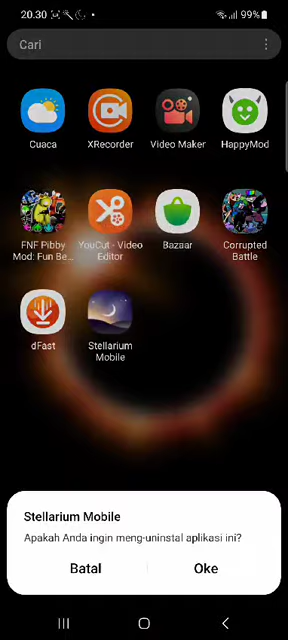 20.30
99%
Cari
Cuaca
XRecorder
Video Maker
HappyMod
FNF Pibby
Mod: Fun Be...
YouCut - Video
Editor
Bazaar
Corrupted
Battle
dFast
Stellarium
Mobile
Stellarium Mobile
Apakah Anda ingin meng-uninstal aplikasi ini?
Batal
Oke